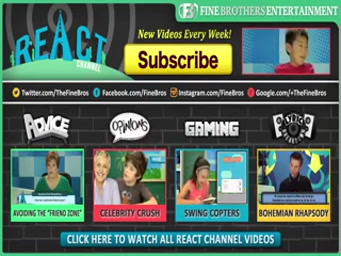 FINE BROTHERS ENTERTAINMENT
REACT
CHANNEL
New Videos Every Week!
Subscribe
Twitter.com/TheFineBros
Facebook.com/FineBros
Instagram.com/FineBros
Google.com/+TheFineBros
ADVICE
OPINIONS
GAMING
LYRIC
AVOIDING THE "FRIEND ZONE"
CELEBRITY CRUSH
SWING COPTERS
BOHEMIAN RHAPSODY
CLICK HERE TO WATCH ALL REACT CHANNEL VIDEOS